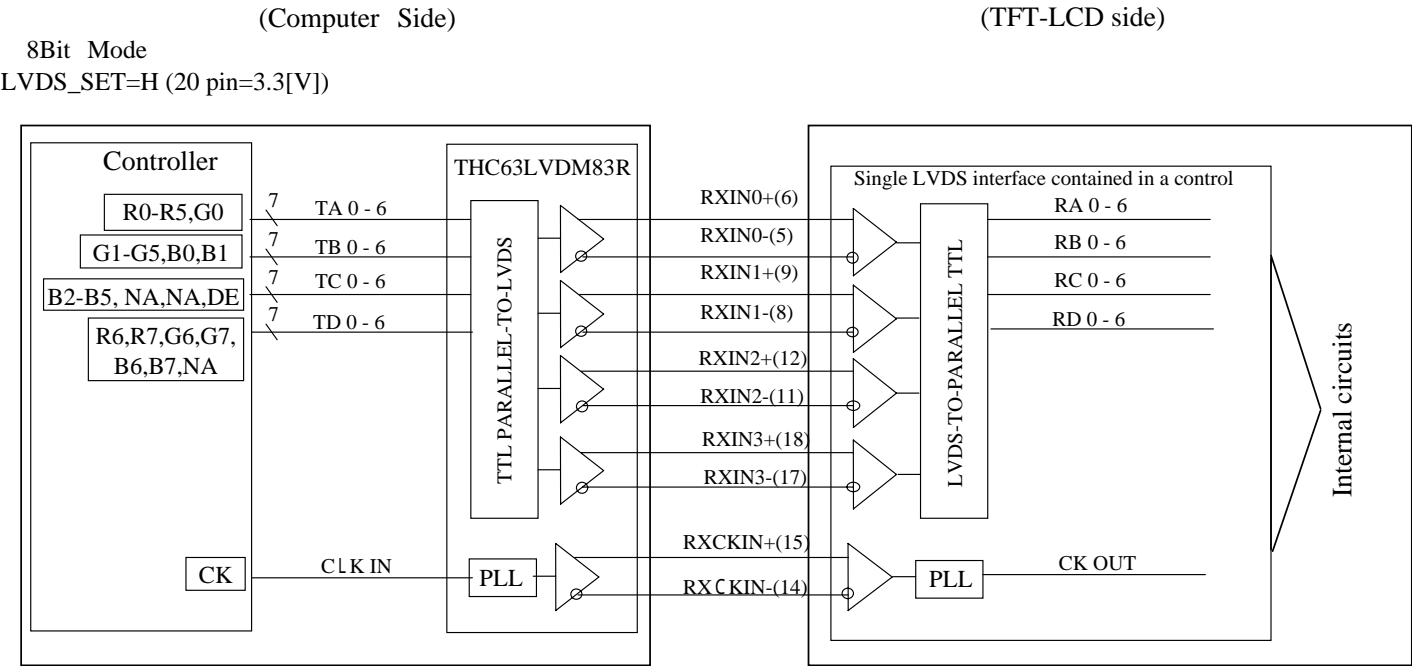 (Computer Side)
(TFT-LCD side)
8Bit Mode
LVDS_SET=H (20 pin=3.3[V])
Controller
R0-R5,G0
G1-G5,B0,B1
B2-B5, NA,NA,DE
R6,R7,G6,G7,
B6,B7,NA
CK
7
TA 0 - 6
7
TB 0 - 6
7
TC 0 - 6
7
TD 0 - 6
CLK IN
THC63LVDM83R
TTL PARALLEL-TO-LVDS
PLL
RXIN0+(6)
RXIN0-(5)
RXIN1+(9)
RXIN1-(8)
RXIN2+(12)
RXIN2-(11)
RXIN3+(18)
RXIN3-(17)
RXCKIN+(15)
RXCKIN-(14)
Single LVDS interface contained in a control
LVDS-TO-PARALLEL TTL
PLL
RA 0 - 6
RB 0 - 6
RC 0 - 6
RD 0 - 6
CK OUT
Internal circuits